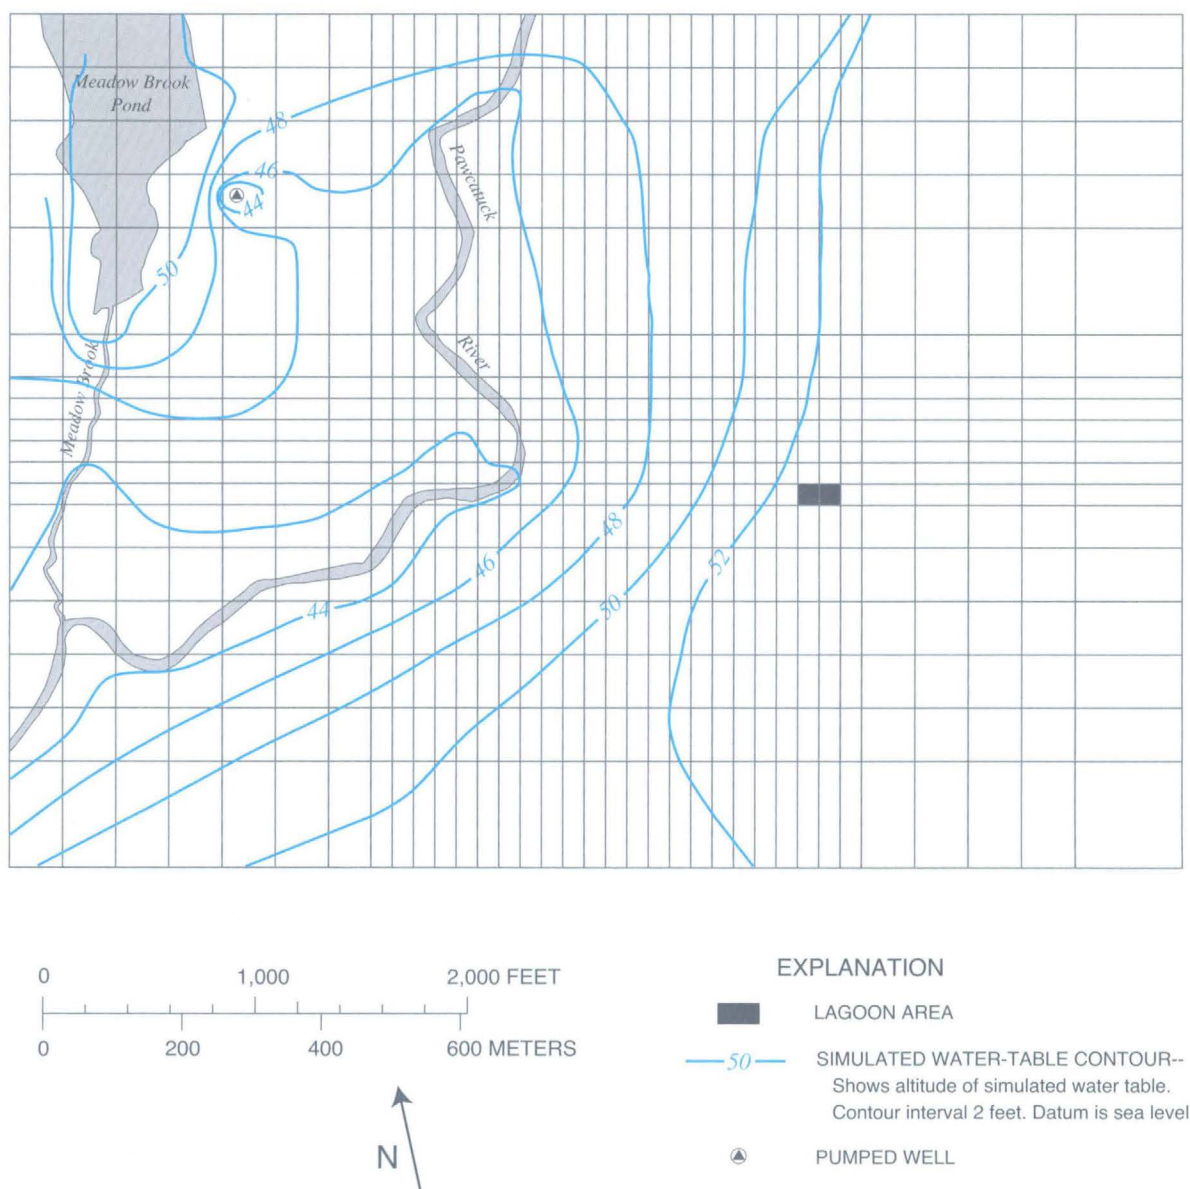 Meadow Brook
Pond
48
46
44
Pawcatuck
50
River
Meadow Brook
48
46
52
50
44
0 1,000 2,000 FEET
0 200 400 600 METERS
N
EXPLANATION
LAGOON AREA
50
SIMULATED WATER-TABLE CONTOUR--
Shows altitude of simulated water table.
Contour interval 2 feet. Datum is sea level
PUMPED WELL